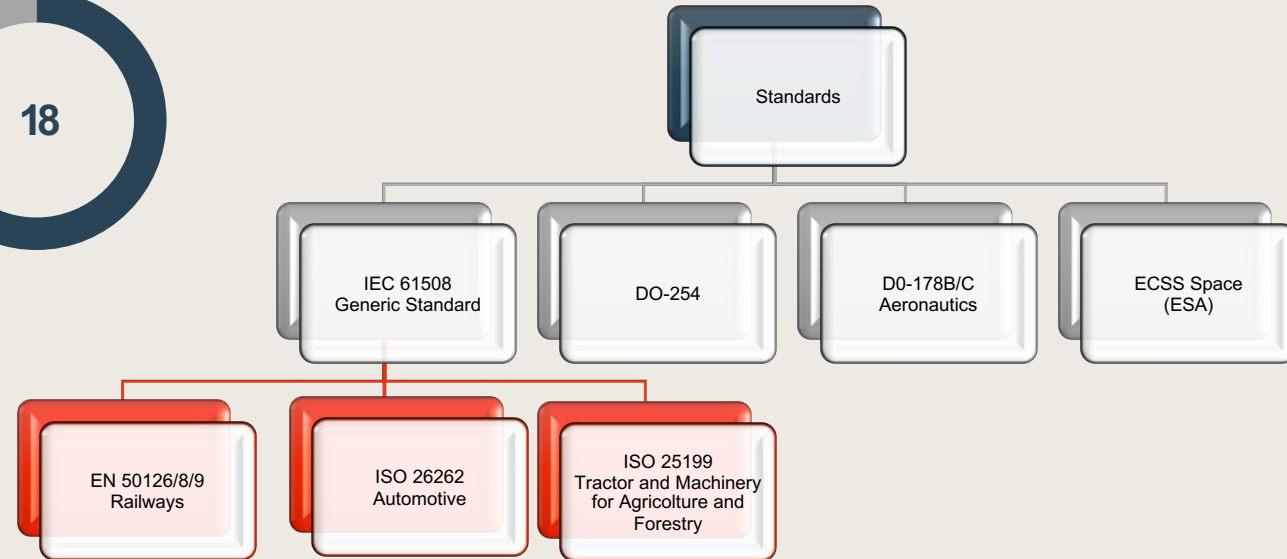 18
Standards
IEC 61508
Generic Standard
DO-254
D0-178B/C
Aeronautics
ECSS Space
(ESA)
EN 50126/8/9
Railways
ISO 26262
Automotive
ISO 25199
Tractor and Machinery
for Agricolture and
Forestry